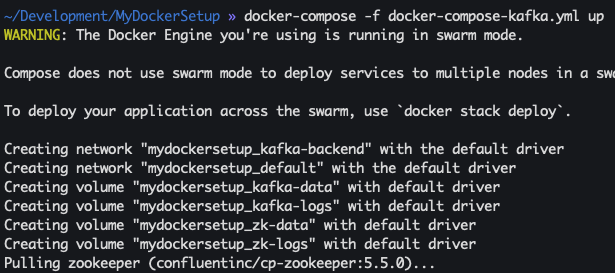 ~/Development/MyDockerSetup » docker-compose -f docker-compose-kafka.yml up
WARNING: The Docker Engine you're using is running in swarm mode.
Compose does not use swarm mode to deploy services to multiple nodes in a
To deploy your application across the swarm, use `docker stack deploy`.
Creating network "mydockersetup_kafka-backend" with the default driver
Creating network "mydockersetup_default" with the default driver
Creating volume "mydockersetup_kafka-data" with default driver
Creating volume "mydockersetup_kafka-logs" with default driver
Creating volume "mydockersetup_zk-data" with default driver
Creating volume "mydockersetup_zk-logs" with default driver
Pulling zookeeper (confluentinc/cp-zookeeper:5.5.0)...